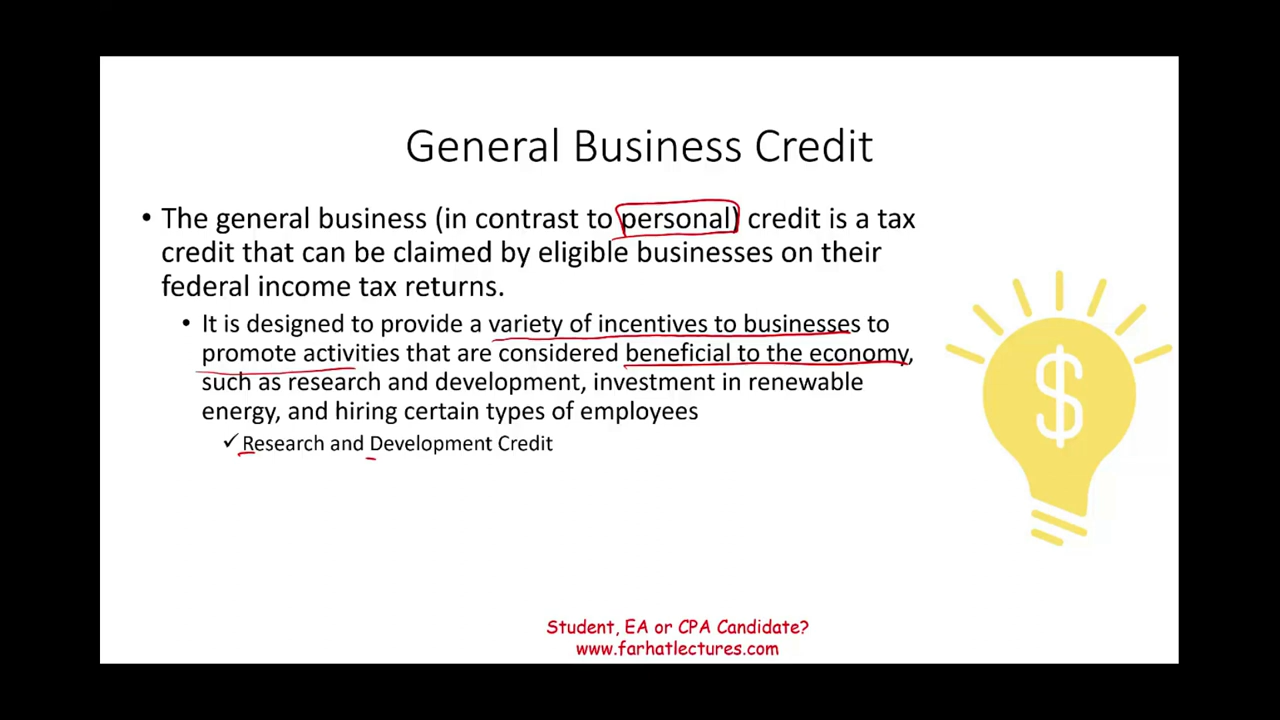 General Business Credit
• The general business (in contrast to personal) credit is a tax
credit that can be claimed by eligible businesses on their
federal income tax returns.
• It is designed to provide a variety of incentives to businesses to
promote activities that are considered beneficial to the economy,
such as research and development, investment in renewable
energy, and hiring certain types of employees
✓ Research and Development Credit
$
Student, EA or CPA Candidate?
www.farhatlectures.com